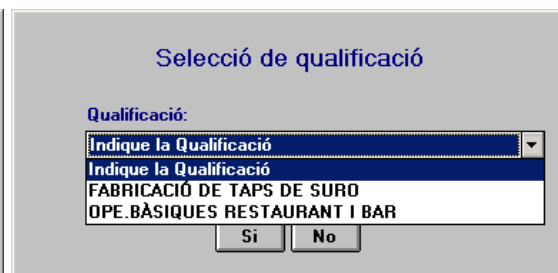 Selecció de qualificació
Qualificació:
Indique la Qualificació
Indique la Qualificació
FABRICACIÓ DE TAPS DE SURO
OPE.BÀSIQUES RESTAURANT I BAR
Si No